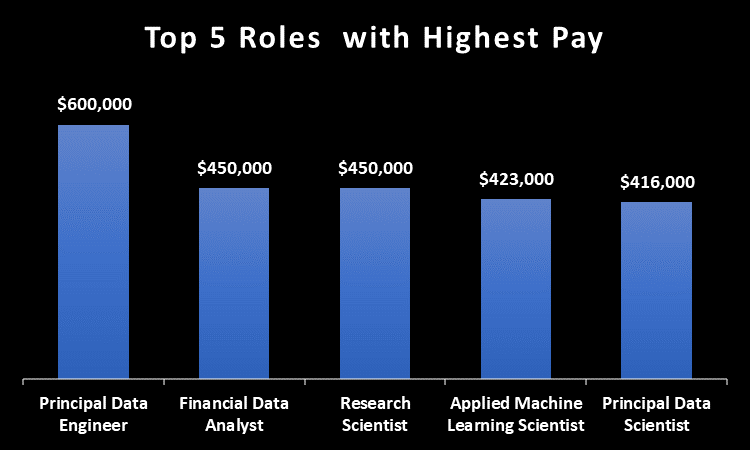 Top 5 Roles  with Highest Pay
$600,000
$450,000
$450,000
$423,000
$416,000
Principal Data
Engineer
Financial Data
Analyst
Research
Scientist
Applied Machine
Learning Scientist
Principal Data
Scientist